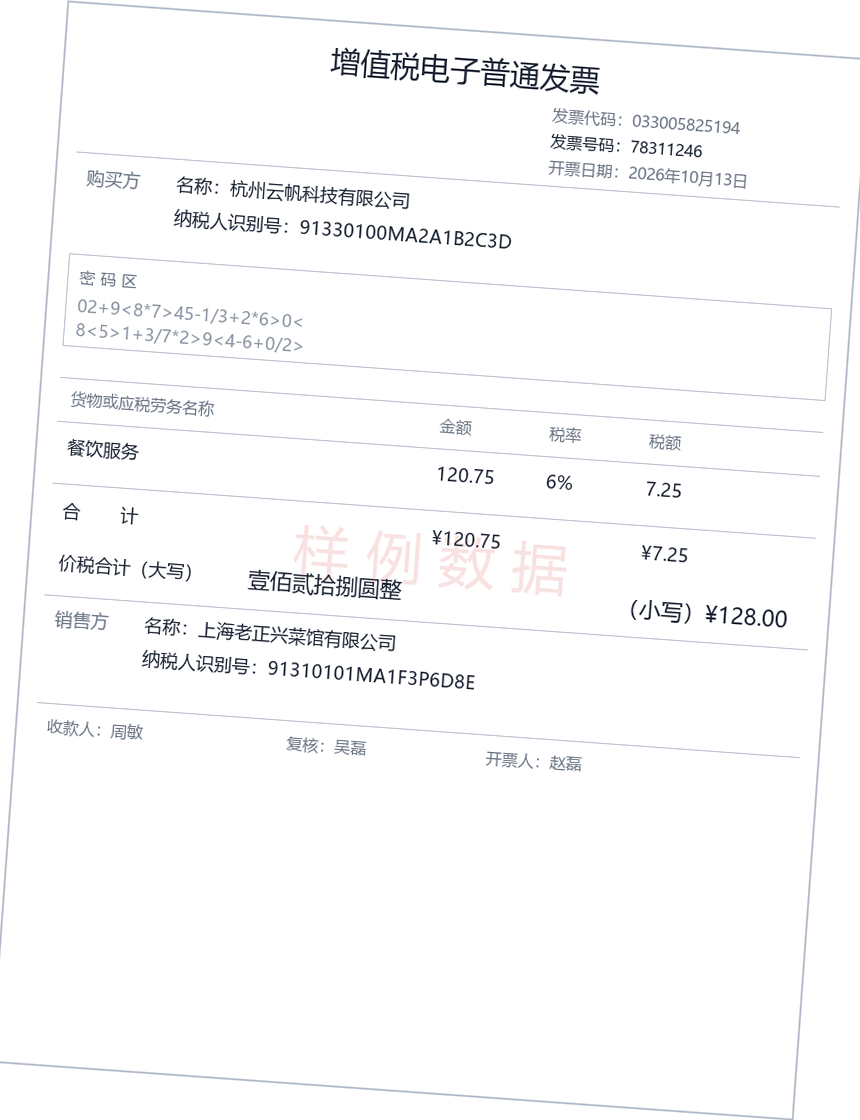 增值税电子普通发票
发票代码：033005825194
发票号码：78311246
开票日期：2026年10月13日
购买方 名称：杭州云帆科技有限公司
纳税人识别号：91330100MA2A1B2C3D
密码区
02+9<8*7>45-1/3+2*6>0<
8<5>1+3/7*2>9<4-6+0/2>
货物或应税劳务名称 金额 税率 税额
餐饮服务 120.75 6% 7.25
合 计 ¥120.75 ¥7.25
样例数据
价税合计（大写） 壹佰贰拾捌圆整 （小写）¥128.00
销售方 名称：上海老正兴菜馆有限公司
纳税人识别号：91310101MA1F3P6D8E
收款人：周敏 复核：吴磊 开票人：赵磊